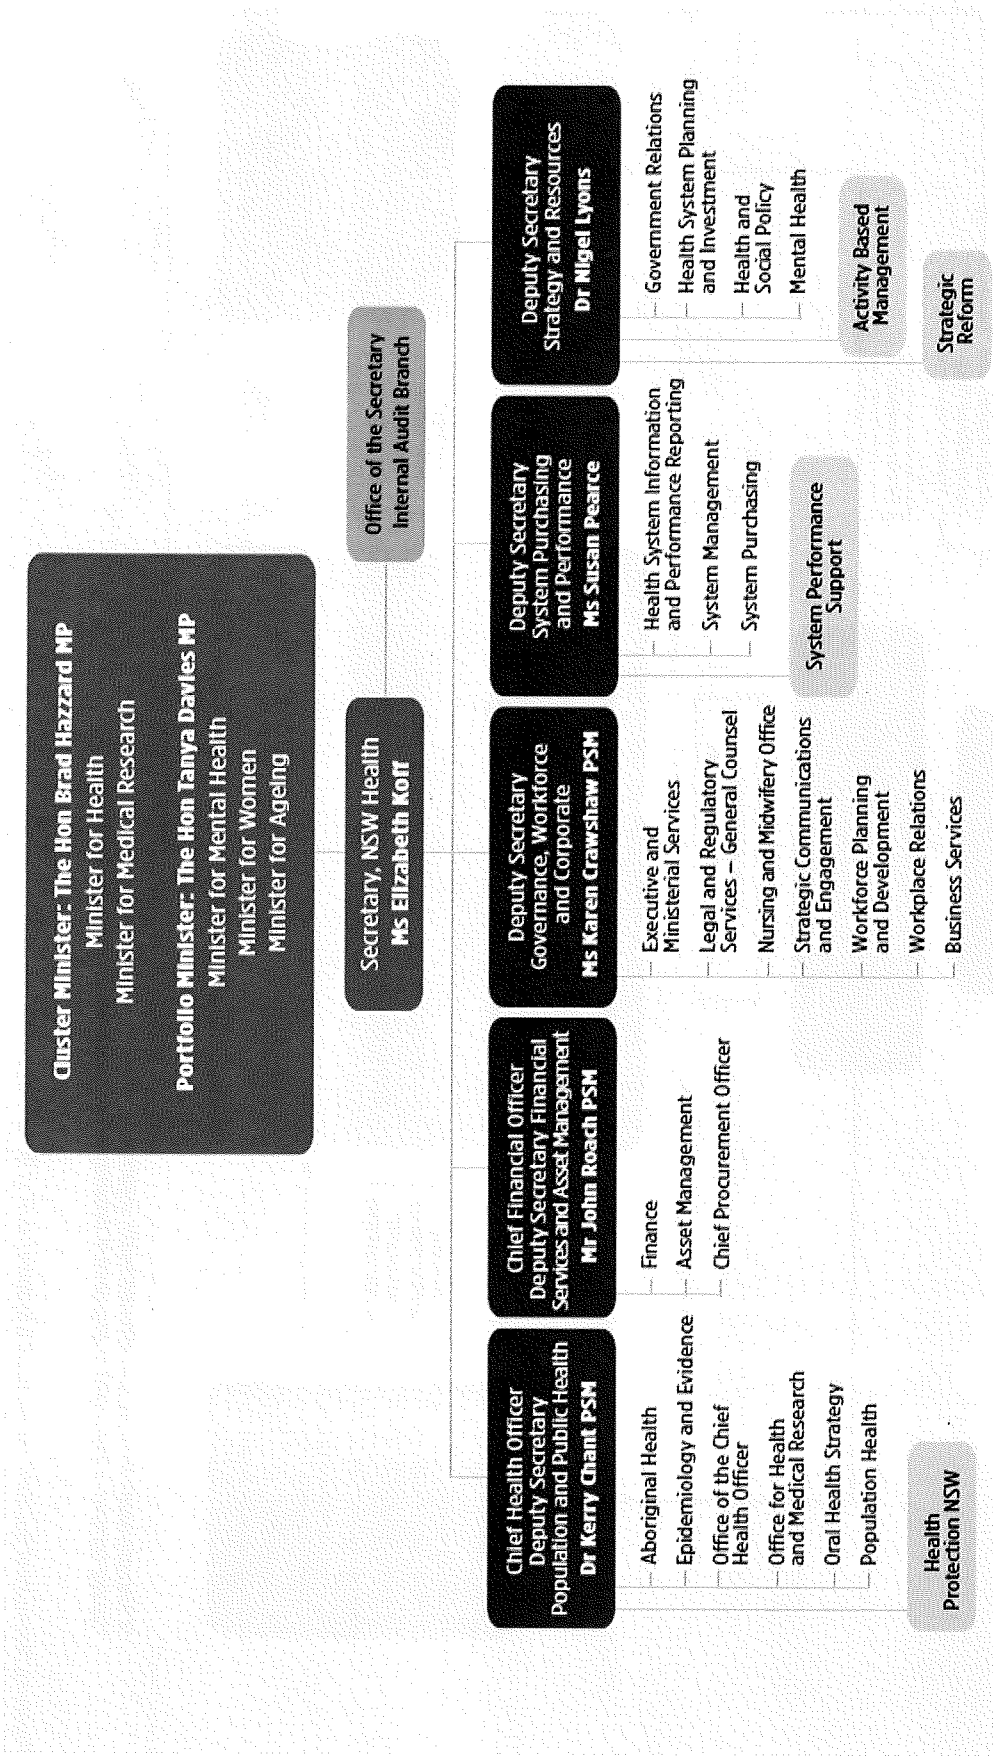 Cluster Minister: The Hon Brad Hazzard MP
Minister for Health
Minister for Medical Research
Portfolio Minister: The Hon Tanya Davies MP
Minister for Mental Health
Minister for Women
Minister for Ageing
Secretary, NSW Health
Ms Elizabeth Koff
Office of the Secretary
Internal Audit Branch
Chief Health Officer
Deputy Secretary
Population and Public Health
Dr Kerry Chant PSM
Aboriginal Health
Epidemiology and Evidence
Office of the Chief
Health Officer
Office for Health
and Medical Research
Oral Health Strategy
Population Health
Health
Protection NSW
Chief Financial Officer
Deputy Secretary Financial
Services and Asset Management
Mr John Roach PSM
Finance
Asset Management
Chief Procurement Officer
Deputy Secretary
Governance, Workforce
and Corporate
Ms Karen Crawshaw PSM
Executive and
Ministerial Services
Legal and Regulatory
Services – General Counsel
Nursing and Midwifery Office
Strategic Communications
and Engagement
Workforce Planning
and Development
Workplace Relations
Business Services
Deputy Secretary
System Purchasing
and Performance
Ms Susan Pearce
Health System Information
and Performance Reporting
System Management
System Purchasing
System Performance
Support
Deputy Secretary
Strategy and Resources
Dr Nigel Lyons
Government Relations
Health System Planning
and Investment
Health and
Social Policy
Mental Health
Activity Based
Management
Strategic
Reform